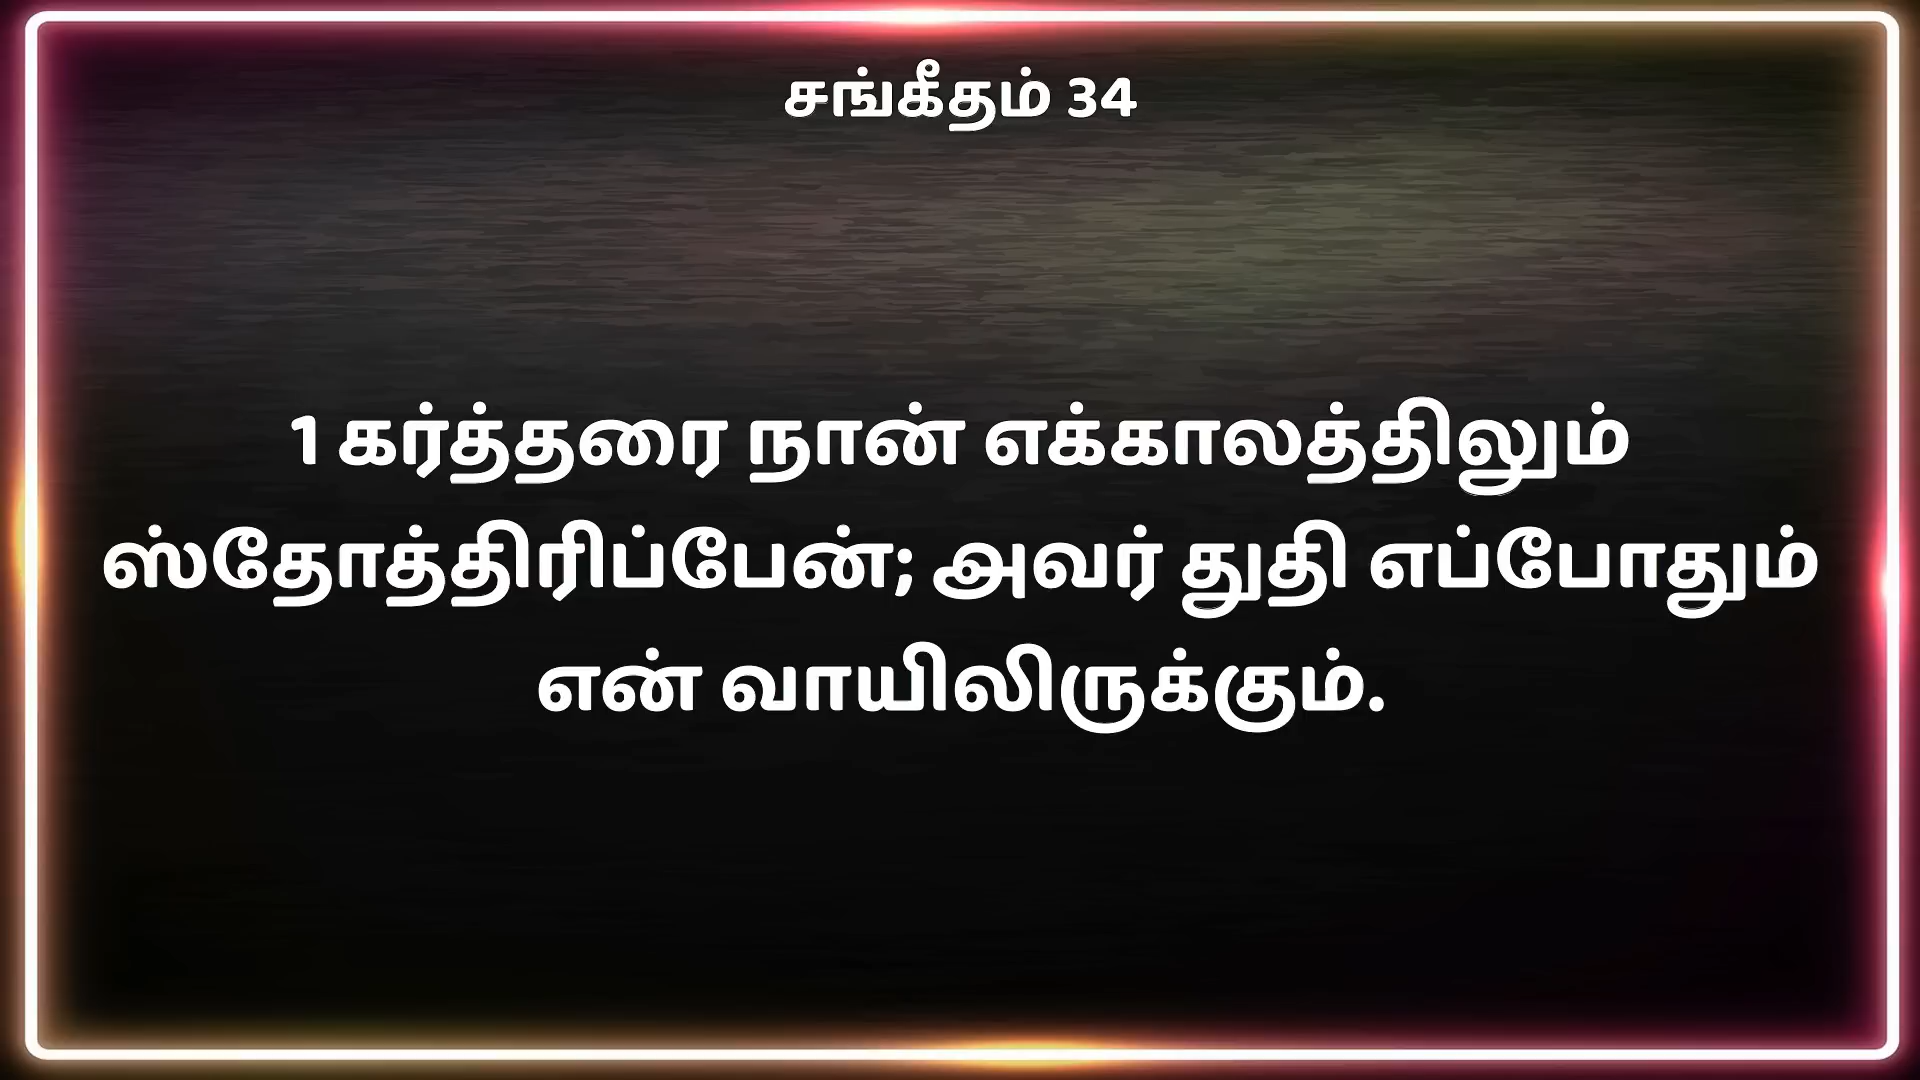 சங்கீதம் 34
1 கர்த்தரை நான் எக்காலத்திலும்
ஸ்தோத்திரிப்பேன்; அவர் துதி எப்போதும்
என் வாயிலிருக்கும்.